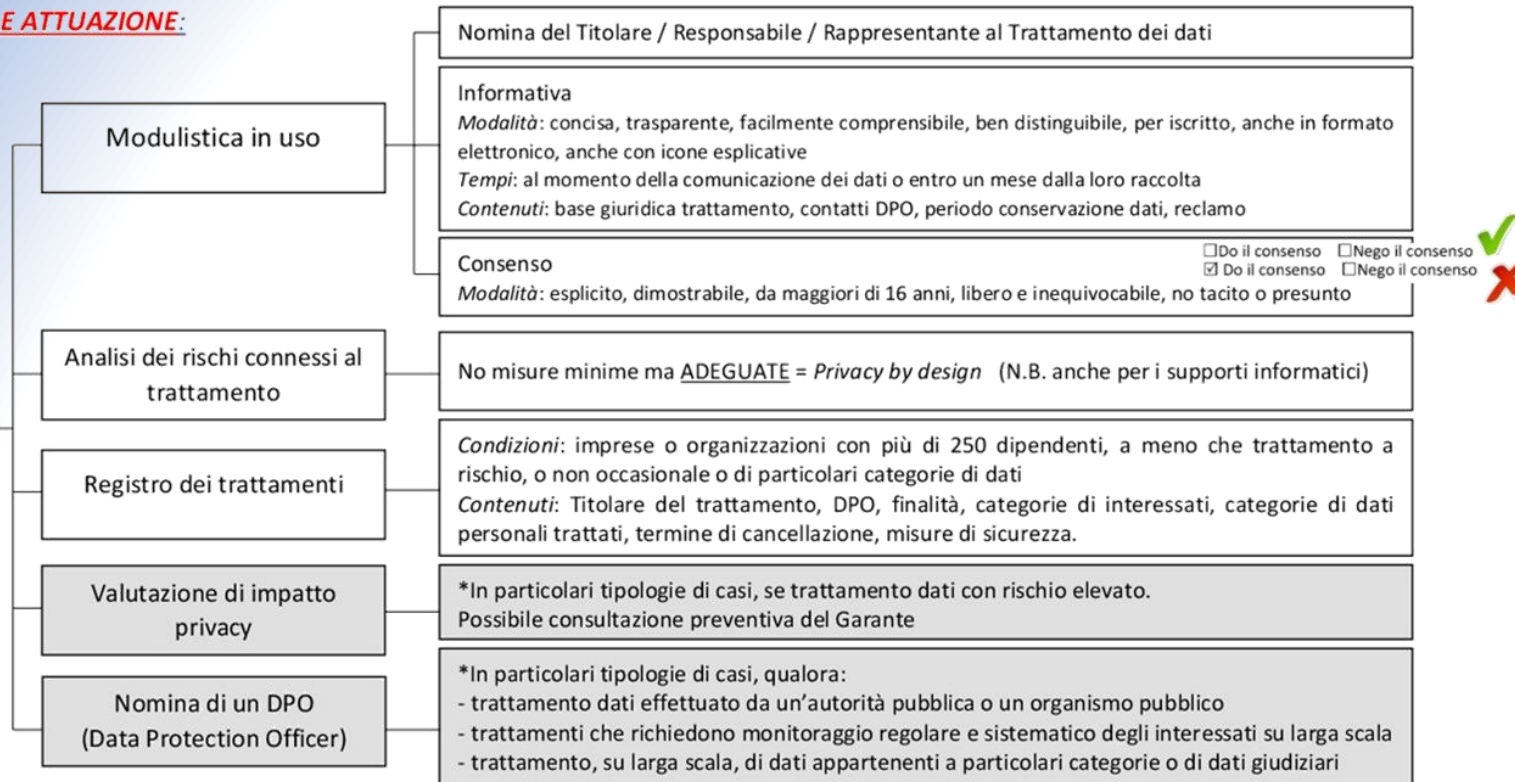 E ATTUAZIONE:
Modulistica in uso
Nomina del Titolare / Responsabile / Rappresentante al Trattamento dei dati
Informativa
Modalità: concisa, trasparente, facilmente comprensibile, ben distinguibile, per iscritto, anche in formato
elettronico, anche con icone esplicative
Tempi: al momento della comunicazione dei dati o entro un mese dalla loro raccolta
Contenuti: base giuridica trattamento, contatti DPO, periodo conservazione dati, reclamo
Consenso
☐Do il consenso ☐Nego il consenso
☑ Do il consenso ☐Nego il consenso
Modalità: esplicito, dimostrabile, da maggiori di 16 anni, libero e inequivocabile, no tacito o presunto
Analisi dei rischi connessi al
trattamento
No misure minime ma ADEGUATE = Privacy by design (N.B. anche per i supporti informatici)
Registro dei trattamenti
Condizioni: imprese o organizzazioni con più di 250 dipendenti, a meno che trattamento a
rischio, o non occasionale o di particolari categorie di dati
Contenuti: Titolare del trattamento, DPO, finalità, categorie di interessati, categorie di dati
personali trattati, termine di cancellazione, misure di sicurezza.
Valutazione di impatto
privacy
*In particolari tipologie di casi, se trattamento dati con rischio elevato.
Possibile consultazione preventiva del Garante
Nomina di un DPO
(Data Protection Officer)
*In particolari tipologie di casi, qualora:
- trattamento dati effettuato da un'autorità pubblica o un organismo pubblico
- trattamenti che richiedono monitoraggio regolare e sistematico degli interessati su larga scala
- trattamento, su larga scala, di dati appartenenti a particolari categorie o di dati giudiziari